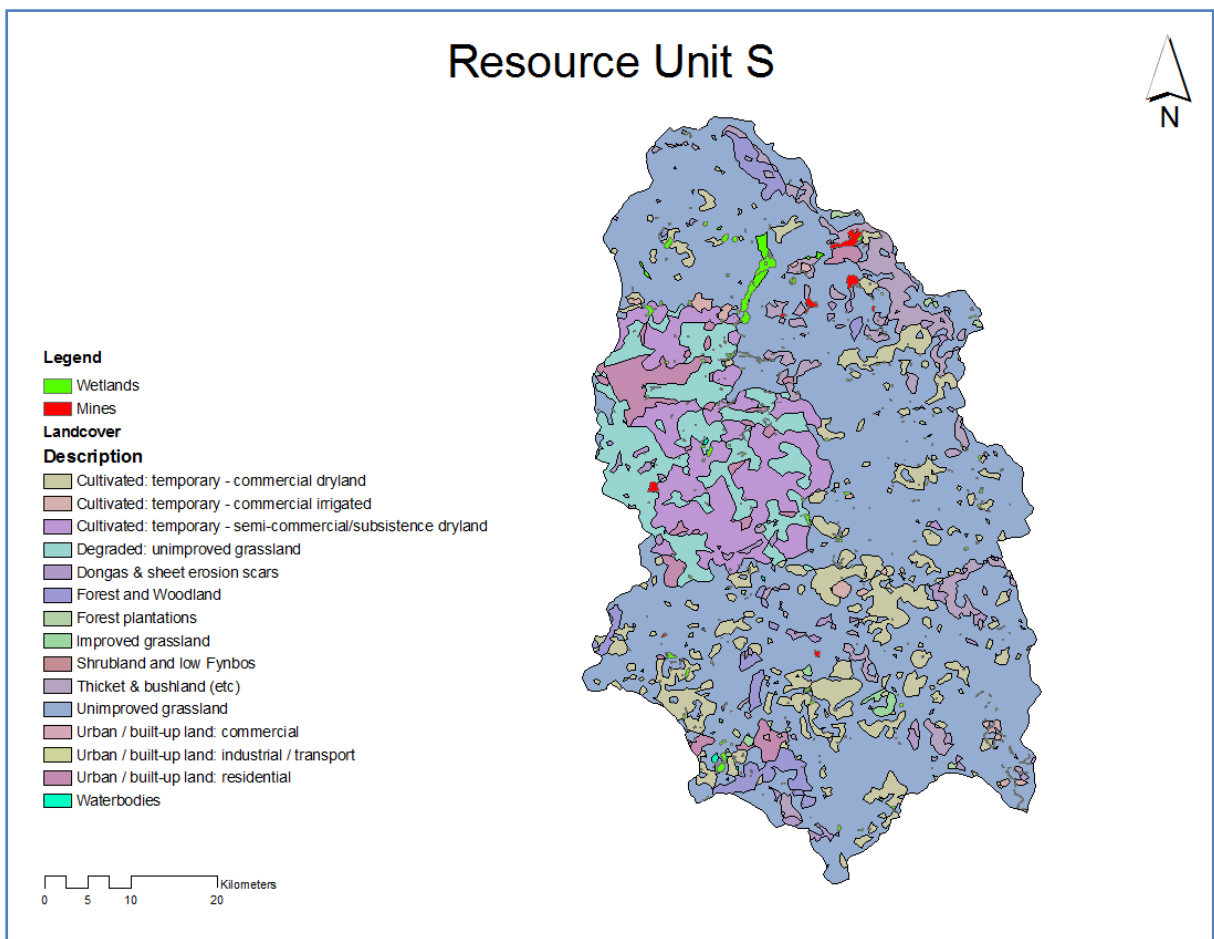 Resource Unit S
N
Legend
Wetlands
Mines
Landcover
Description
Cultivated: temporary - commercial dryland
Cultivated: temporary - commercial irrigated
Cultivated: temporary - semi-commercial/subsistence dryland
Degraded: unimproved grassland
Dongas & sheet erosion scars
Forest and Woodland
Forest plantations
Improved grassland
Shrubland and low Fynbos
Thicket & bushland (etc)
Unimproved grassland
Urban / built-up land: commercial
Urban / built-up land: industrial / transport
Urban / built-up land: residential
Waterbodies
Kilometers
0 5 10 20